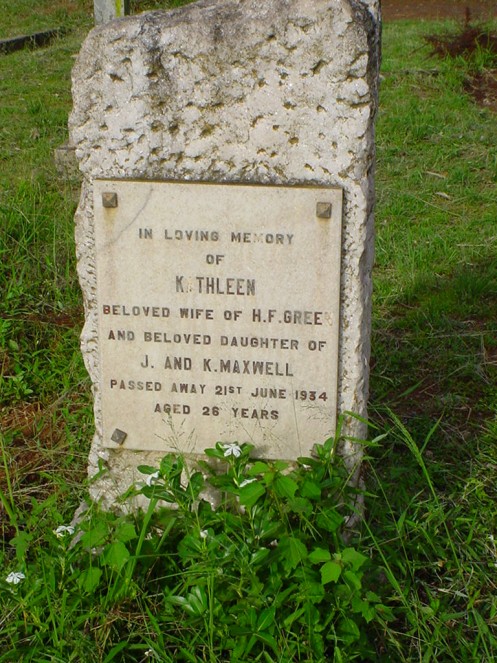 IN LOVING MEMORY
OF
K THLEEN
BELOVED WIFE OF H.F.GREE
AND BELOVED DAUGHTER OF
J. AND K.MAXWELL
PASSED AWAY 21ST JUNE 1934
AGED 26 YEARS